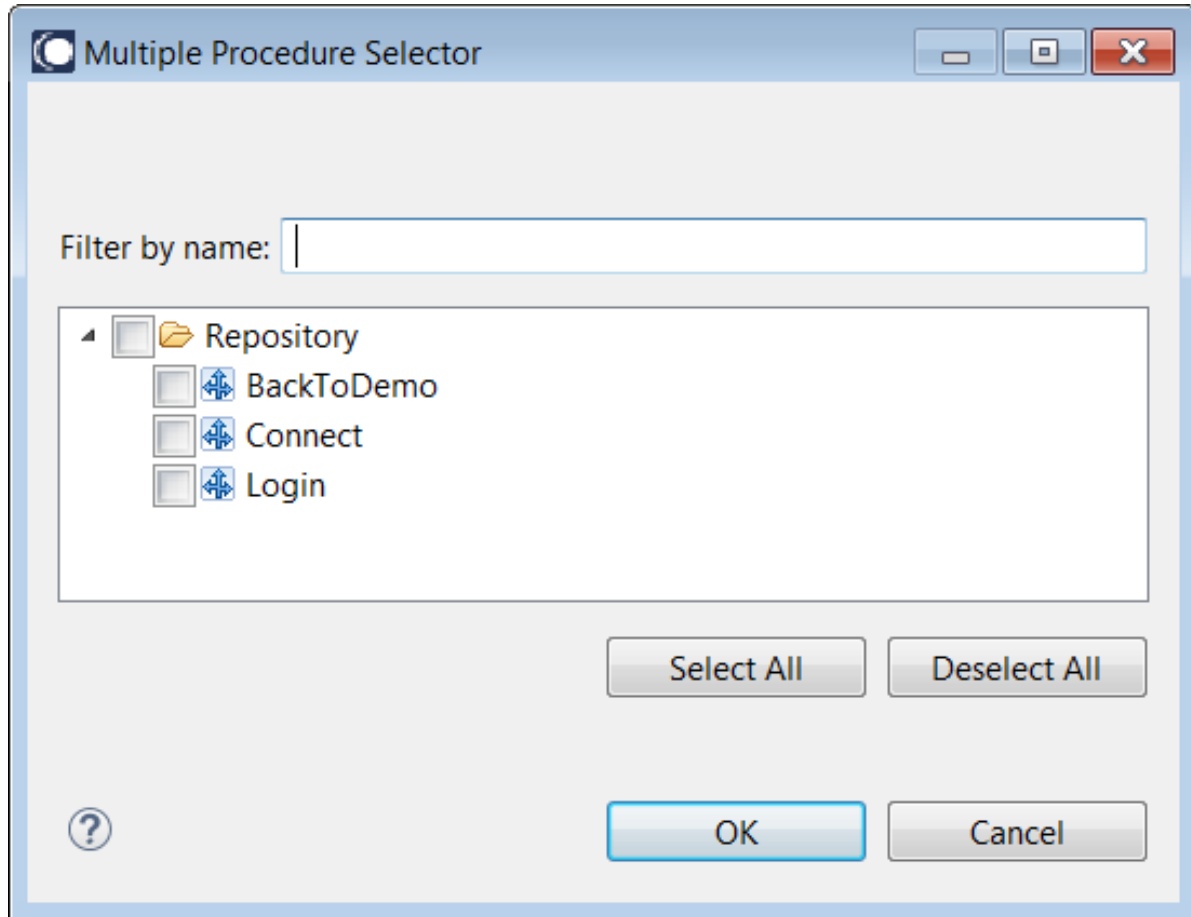 Multiple Procedure Selector
Filter by name:
Repository
BackToDemo
Connect
Login
Select All Deselect All
? OK Cancel